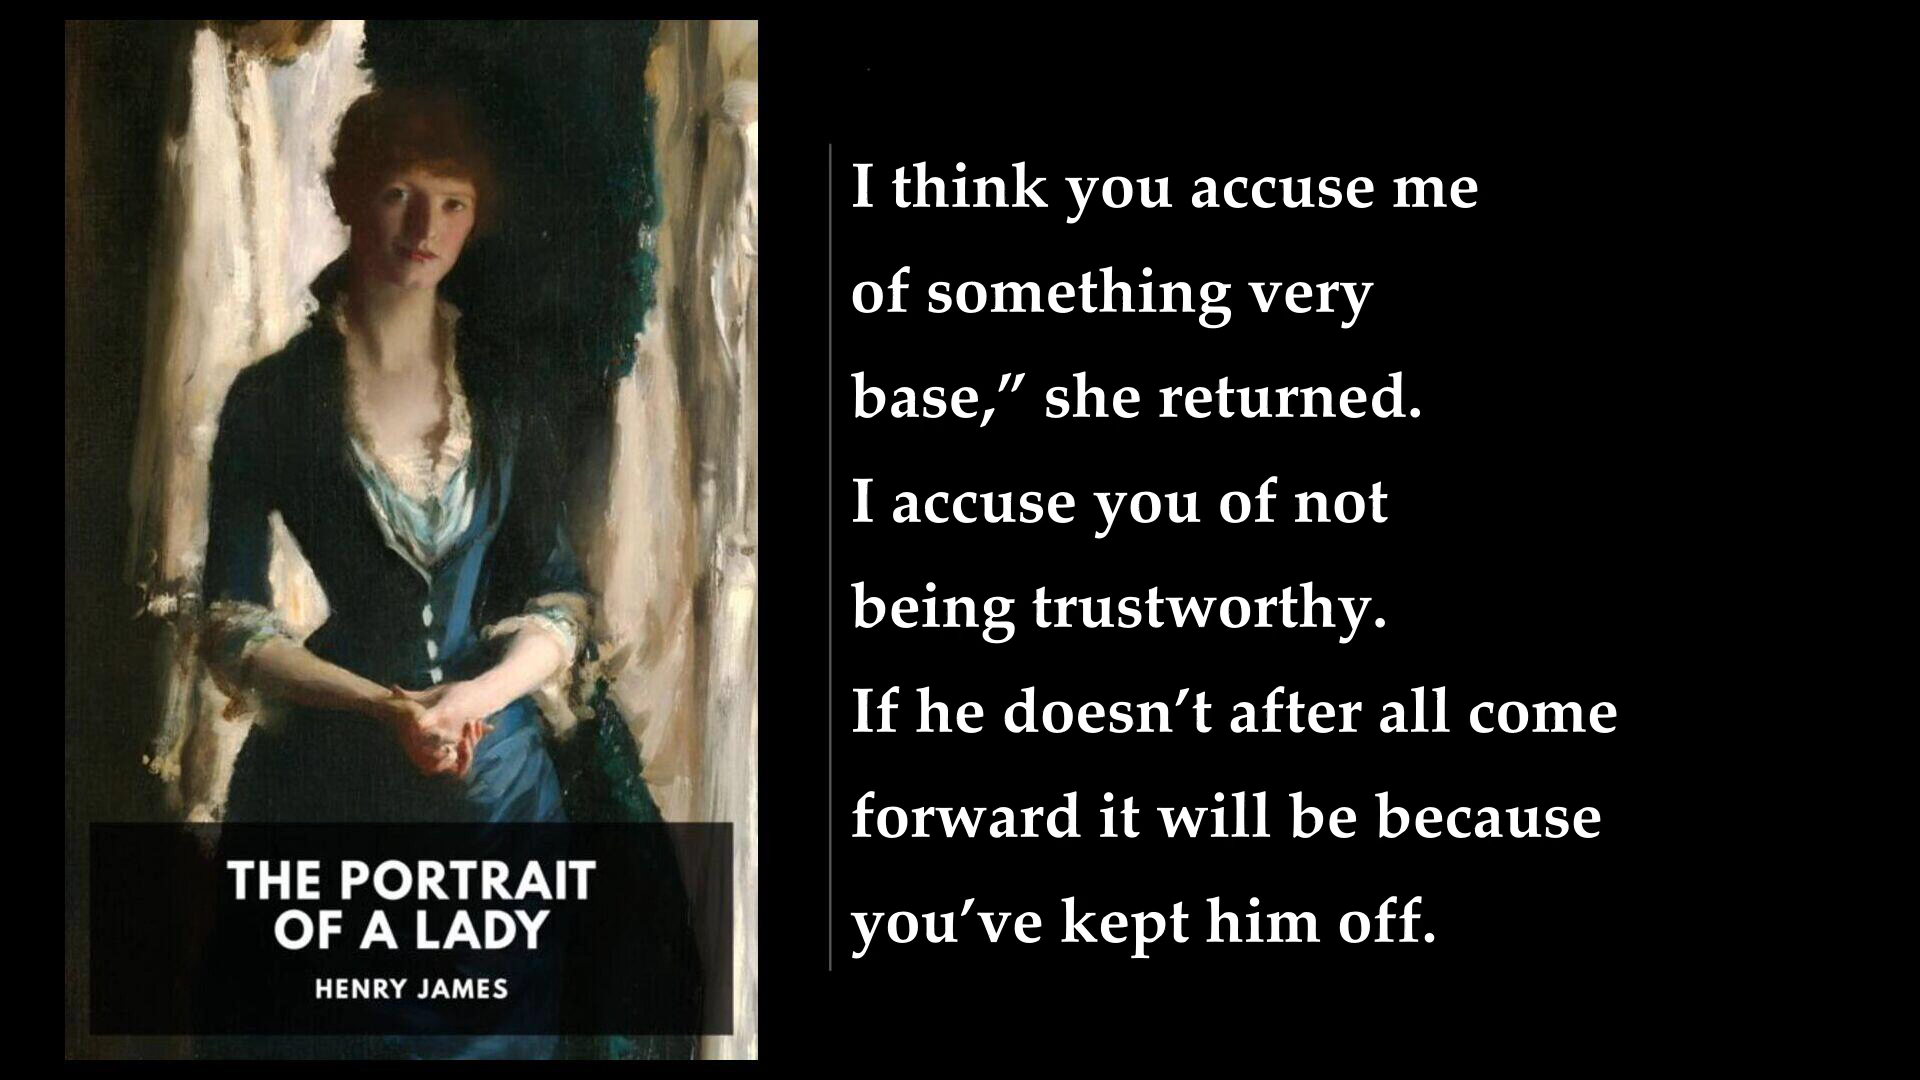 THE PORTRAIT
OF A LADY
HENRY JAMES
I think you accuse me
of something very
base,” she returned.
I accuse you of not
being trustworthy.
If he doesn’t after all come
forward it will be because
you’ve kept him off.